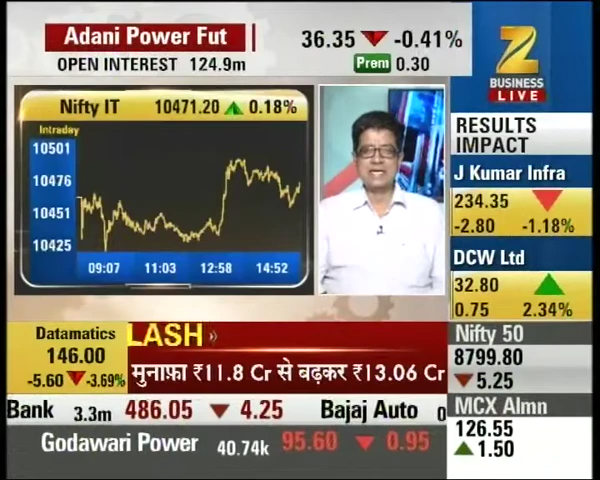 Adani Power Fut
OPEN INTEREST 124.9m
36.35 -0.41%
Prem 0.30
Z
BUSINESS
LIVE
Nifty IT 10471.20 0.18%
Intraday
10501
10476
10451
10425
09:07 11:03 12:58 14:52
RESULTS
IMPACT
J Kumar Infra
234.35
-2.80 -1.18%
DCW Ltd
32.80
0.75 2.34%
Nifty 50
8799.80
5.25
MCX Almn
126.55
1.50
Datamatics
146.00
-5.60 -3.69%
LASH
मुनाफ़ा ₹11.8 Cr से बढ़कर ₹13.06 Cr
Bank 3.3m 486.05 4.25 Bajaj Auto 0
Godawari Power 40.74k 95.60 0.95